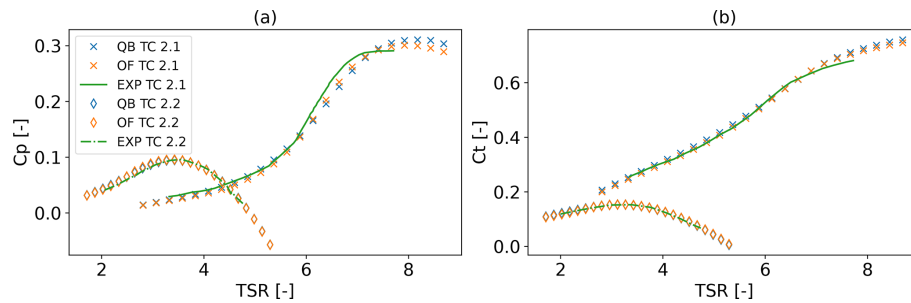 (a)
Cp [-]
0.3
0.2
0.1
0.0
QB TC 2.1
OF TC 2.1
EXP TC 2.1
QB TC 2.2
OF TC 2.2
EXP TC 2.2
2 4 6 8
TSR [-]
(b)
Ct [-]
0.6
0.4
0.2
0.0
2 4 6 8
TSR [-]